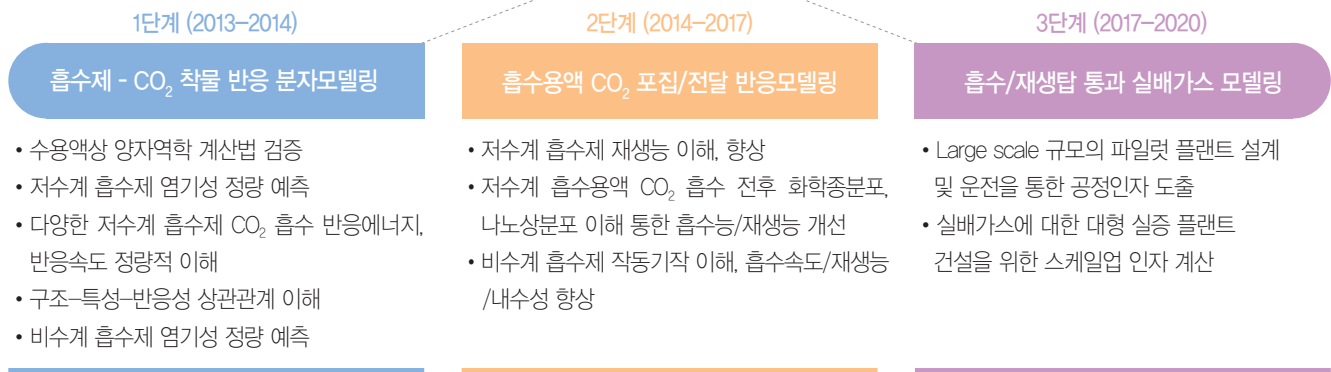 1단계 (2013–2014)
흡수제 - CO₂ 착물 반응 분자모델링
• 수용액상 양자역학 계산법 검증
• 저수계 흡수제 염기성 정량 예측
• 다양한 저수계 흡수제 CO₂ 흡수 반응에너지,
반응속도 정량적 이해
• 구조–특성–반응성 상관관계 이해
• 비수계 흡수제 염기성 정량 예측
2단계 (2014–2017)
흡수용액 CO₂ 포집/전달 반응모델링
• 저수계 흡수제 재생능 이해, 향상
• 저수계 흡수용액 CO₂ 흡수 전후 화학종분포,
나노상분포 이해 통한 흡수능/재생능 개선
• 비수계 흡수제 작동기작 이해, 흡수속도/재생능
/내수성 향상
3단계 (2017–2020)
흡수/재생탑 통과 실배가스 모델링
• Large scale 규모의 파일럿 플랜트 설계
및 운전을 통한 공정인자 도출
• 실배가스에 대한 대형 실증 플랜트
건설을 위한 스케일업 인자 계산